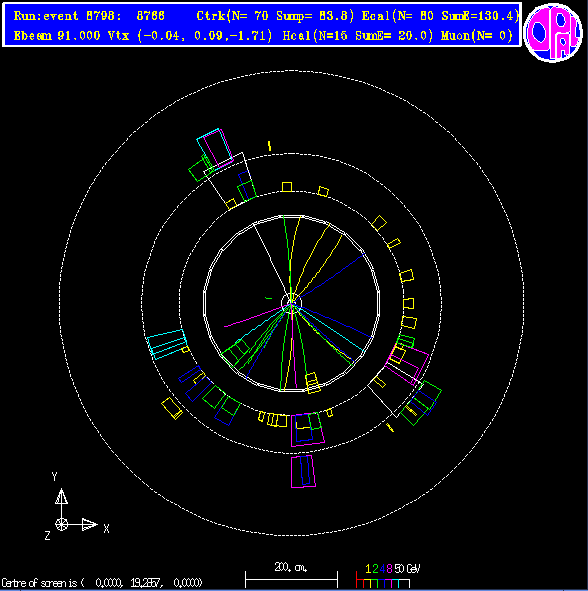 Run:event 8798: 8766 Ctrk(N= 70 Sump= 83.8) Ecal(N= 80 SumE=130.4)
Ebeam 91.000 Vtx (-0.04, 0.09,-1.71) Hcal(N=15 SumE= 20.0) Muon(N= 0)
OPAL
Y
X
Z
200. cm.
1 2 4 8 50 GeV
Centre of screen is ( 0.0000, 19.2857, 0.0000)